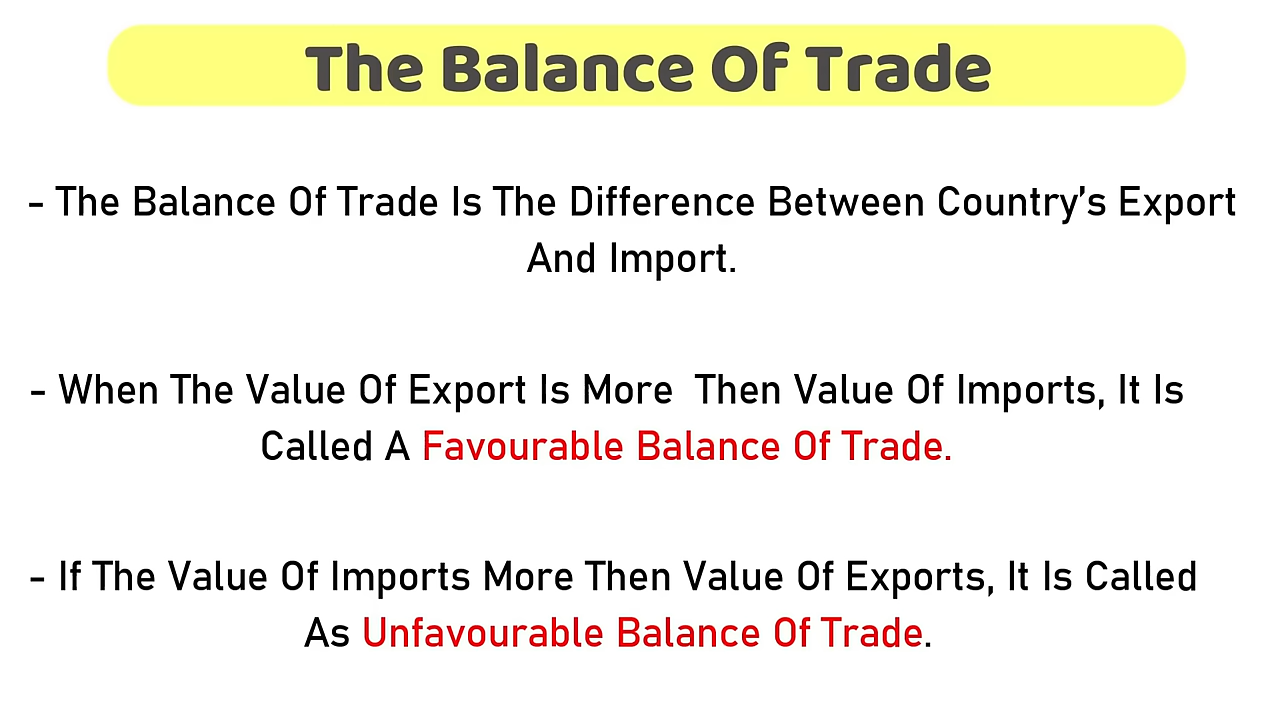 The Balance Of Trade
- The Balance Of Trade Is The Difference Between Country's Export
And Import.
- When The Value Of Export Is More Then Value Of Imports, It Is
Called A Favourable Balance Of Trade.
- If The Value Of Imports More Then Value Of Exports, It Is Called
As Unfavourable Balance Of Trade.